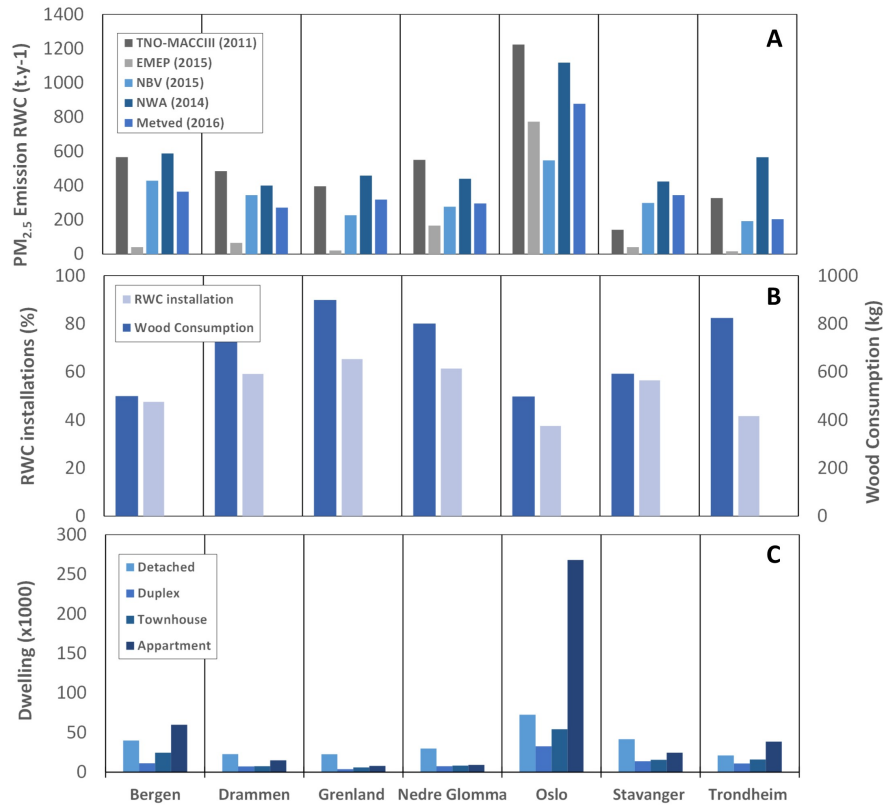 A
PM2.5 Emission RWC (t.y-1)
1400
1200
1000
800
600
400
200
0
TNO-MACCIII (2011)
EMEP (2015)
NBV (2015)
NWA (2014)
Metved (2016)
B
RWC installations (%)
100
80
60
40
20
0
RWC installation
Wood Consumption
1000
800
600
400
200
0
Wood Consumption (kg)
C
Dwelling (x1000)
300
250
200
150
100
50
0
Detached
Duplex
Townhouse
Appartment
Bergen Drammen Grenland Nedre Glomma Oslo Stavanger Trondheim